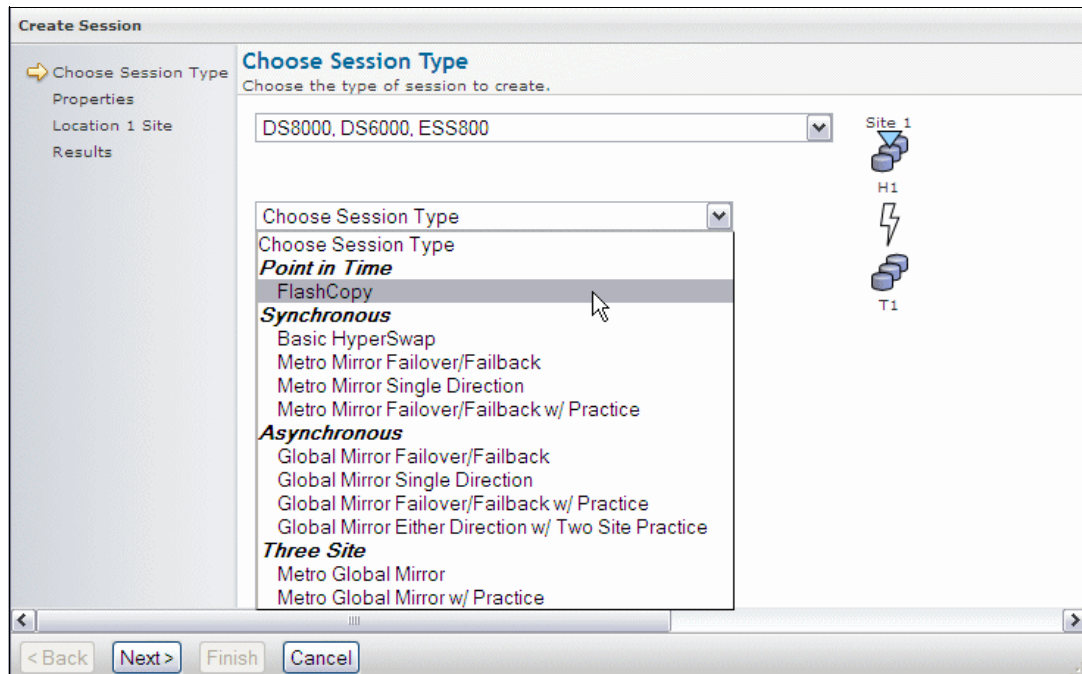 Create Session
Choose Session Type
Properties
Location 1 Site
Results
Choose Session Type
Choose the type of session to create.
DS8000, DS6000, ESS800
Choose Session Type
Choose Session Type
Point in Time
FlashCopy
Synchronous
Basic HyperSwap
Metro Mirror Failover/Failback
Metro Mirror Single Direction
Metro Mirror Failover/Failback w/ Practice
Asynchronous
Global Mirror Failover/Failback
Global Mirror Single Direction
Global Mirror Failover/Failback w/ Practice
Global Mirror Either Direction w/ Two Site Practice
Three Site
Metro Global Mirror
Metro Global Mirror w/ Practice
Site 1
H1
T1
< Back Next > Finish Cancel